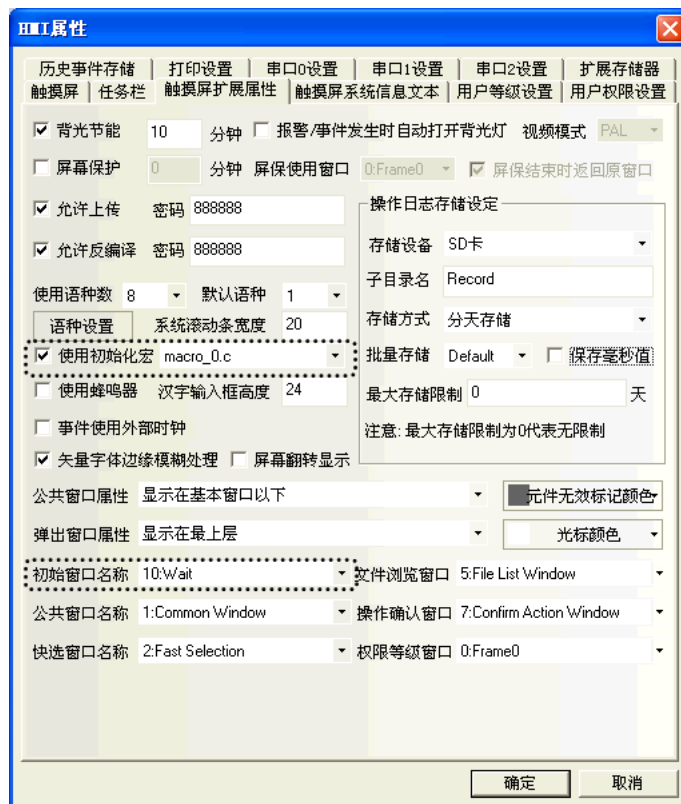 HMI属性
历史事件存储 打印设置 串口0设置 串口1设置 串口2设置 扩展存储器
触摸屏 任务栏 触摸屏扩展属性 触摸屏系统信息文本 用户等级设置 用户权限设置
背光节能 10 分钟 报警/事件发生时自动打开背光灯 视频模式 PAL
屏幕保护 0 分钟 屏保使用窗口 0:Frame0 屏保结束时返回原窗口
允许上传 密码 888888
允许反编译 密码 888888
使用语种数 8 默认语种 1
语种设置 系统滚动条宽度 20
使用初始化宏 macro_0.c
使用蜂鸣器 汉字输入框高度 24
事件使用外部时钟
矢量字体边缘模糊处理 屏幕翻转显示
操作日志存储设定
存储设备 SD卡
子目录名 Record
存储方式 分天存储
批量存储 Default 保存毫秒值
最大存储限制 0 天
注意: 最大存储限制为0代表无限制
公共窗口属性 显示在基本窗口以下 元件无效标记颜色
弹出窗口属性 显示在最上层 光标颜色
初始窗口名称 10:Wait 文件浏览窗口 5:File List Window
公共窗口名称 1:Common Window 操作确认窗口 7:Confirm Action Window
快选窗口名称 2:Fast Selection 权限等级窗口 0:Frame0
确定 取消